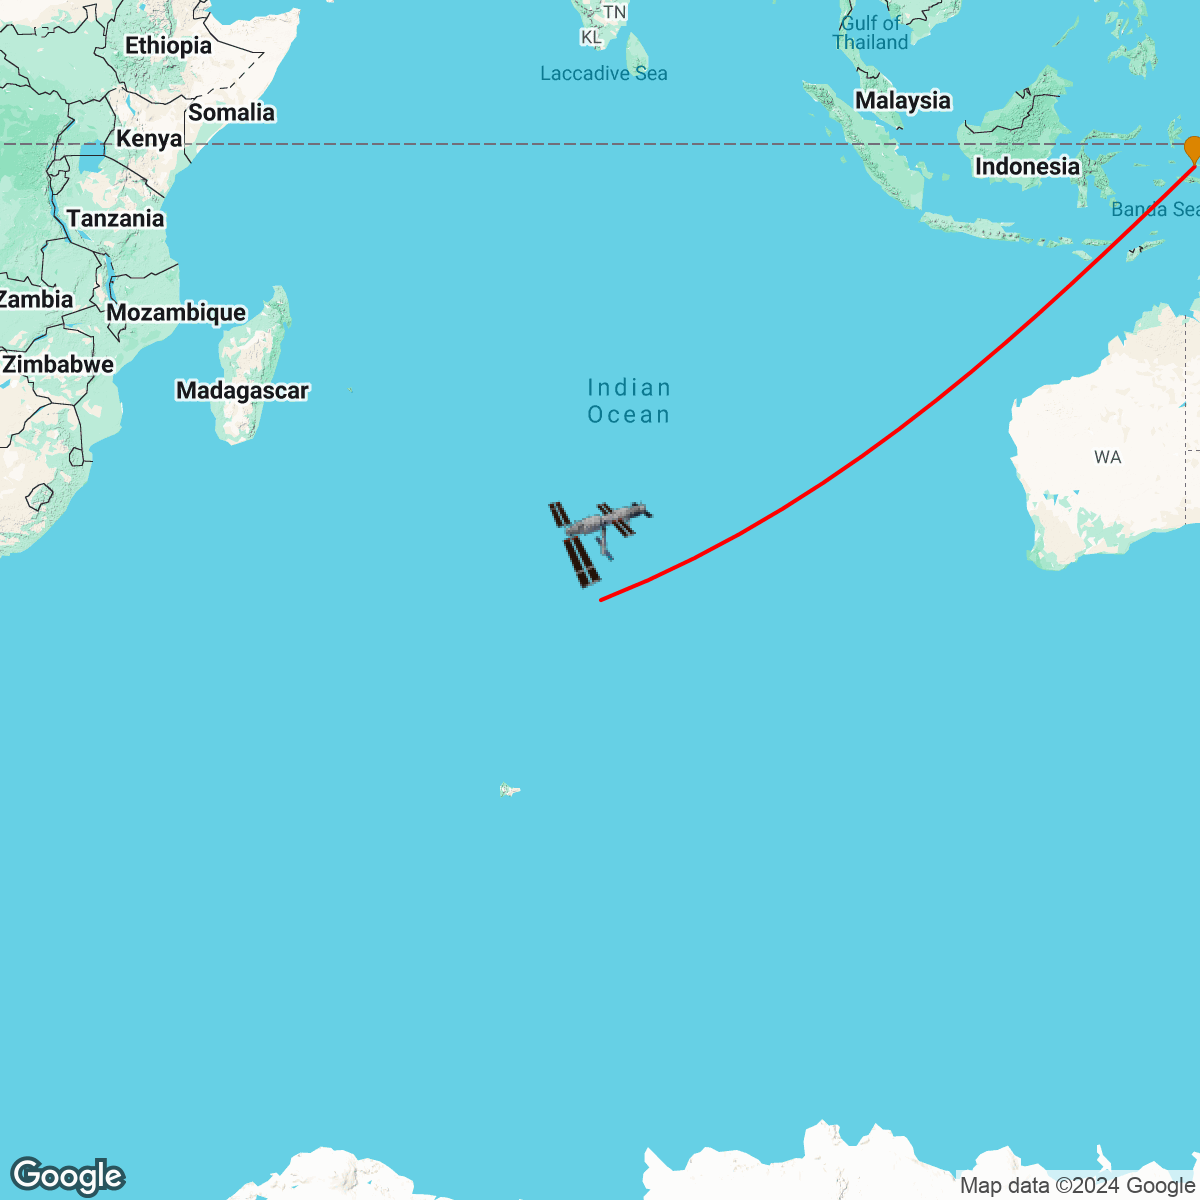 TN
KL
Gulf of
Thailand
Ethiopia
Laccadive Sea
Malaysia
Somalia
Kenya
Indonesia
Tanzania
Banda Sea
Zambia
Mozambique
Zimbabwe
Madagascar
Indian
Ocean
WA
Google
Map data ©2024 Google